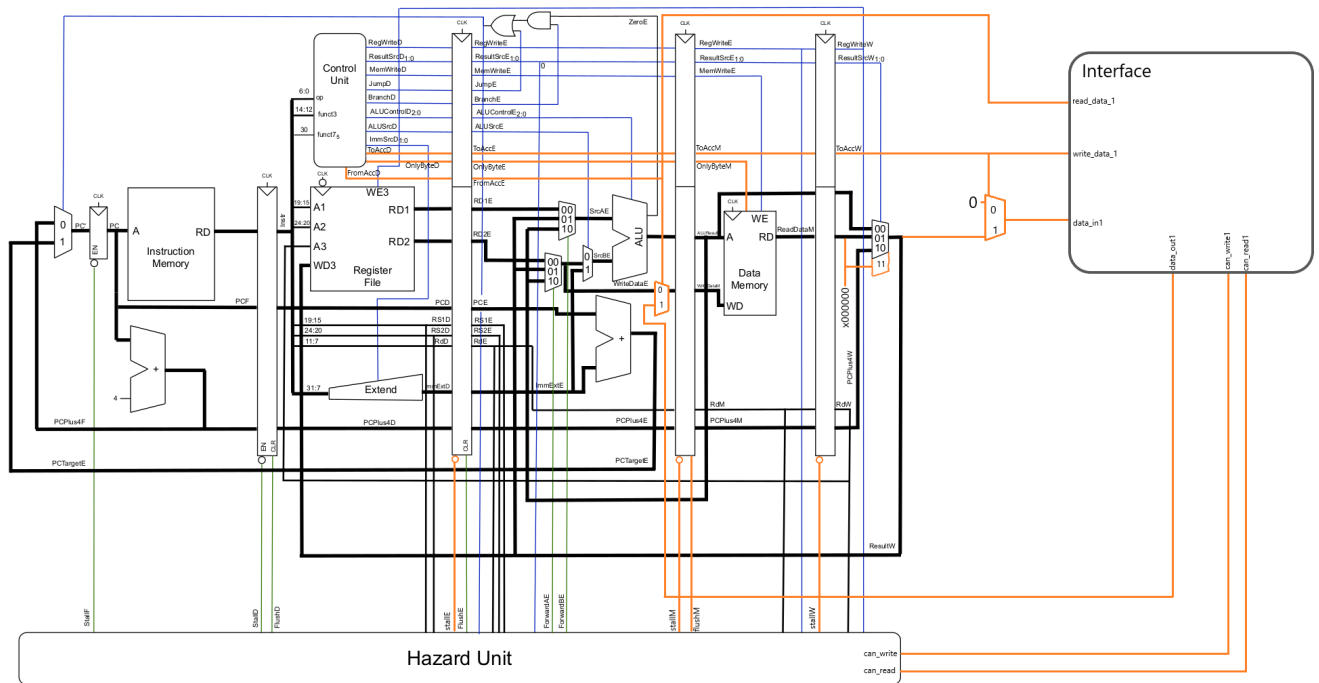 CLK
ZeroE
CLK
CLK
Interface
Control
Unit
op
funct3
funct7₅
6:0
14:12
30
RegWriteD
ResultSrcD1:0
MemWriteD
JumpD
BranchD
ALUControlD2:0
ALUSrcD
ImmSrcD1:0
ToAccD
OnlyByteD
FromAccD
RegWriteE
ResultSrcE1:0
MemWriteE
JumpE
BranchE
ALUControlE2:0
ALUSrcE
ToAccE
OnlyByteE
FromAccE
0
RegWriteE
ResultSrcE1:0
MemWriteE
ToAccM
OnlyByteM
RegWriteW
ResultSrcW1:0
ToAccW
read_data_1
write_data_1
data_in1
data_out1
can_write1
can_read1
0
0
1
CLK
CLK
CLK
CLK
0
1
PC'
EN
PC
A
RD
Instruction
Memory
Instr
19:15
24:20
A1
A2
A3
WD3
WE3
RD1
RD2
Register
File
RD1E
RD2E
00
01
10
00
01
10
SrcAE
0
1
SrcBE
ALU
WriteDataE
0
1
A
RD
WE
WD
Data
Memory
ReadDataM
00
01
10
11
x000000
PCF
PCD
PCE
19:15
24:20
11:7
RS1D
RS2D
RdD
RS1E
RS2E
RdE
+
4
+
31:7
Extend
ImmExtD
ImmExtE
RdM
RdW
PCPlus4F
PCPlus4D
PCPlus4E
PCPlus4M
PCPlus4W
EN
CLR
CLR
PCTargetE
PCTargetE
ResultW
StallF
StallD
FlushD
stallE
FlushE
ForwardAE
ForwardBE
stallM
flushM
stallW
Hazard Unit
can_write
can_read